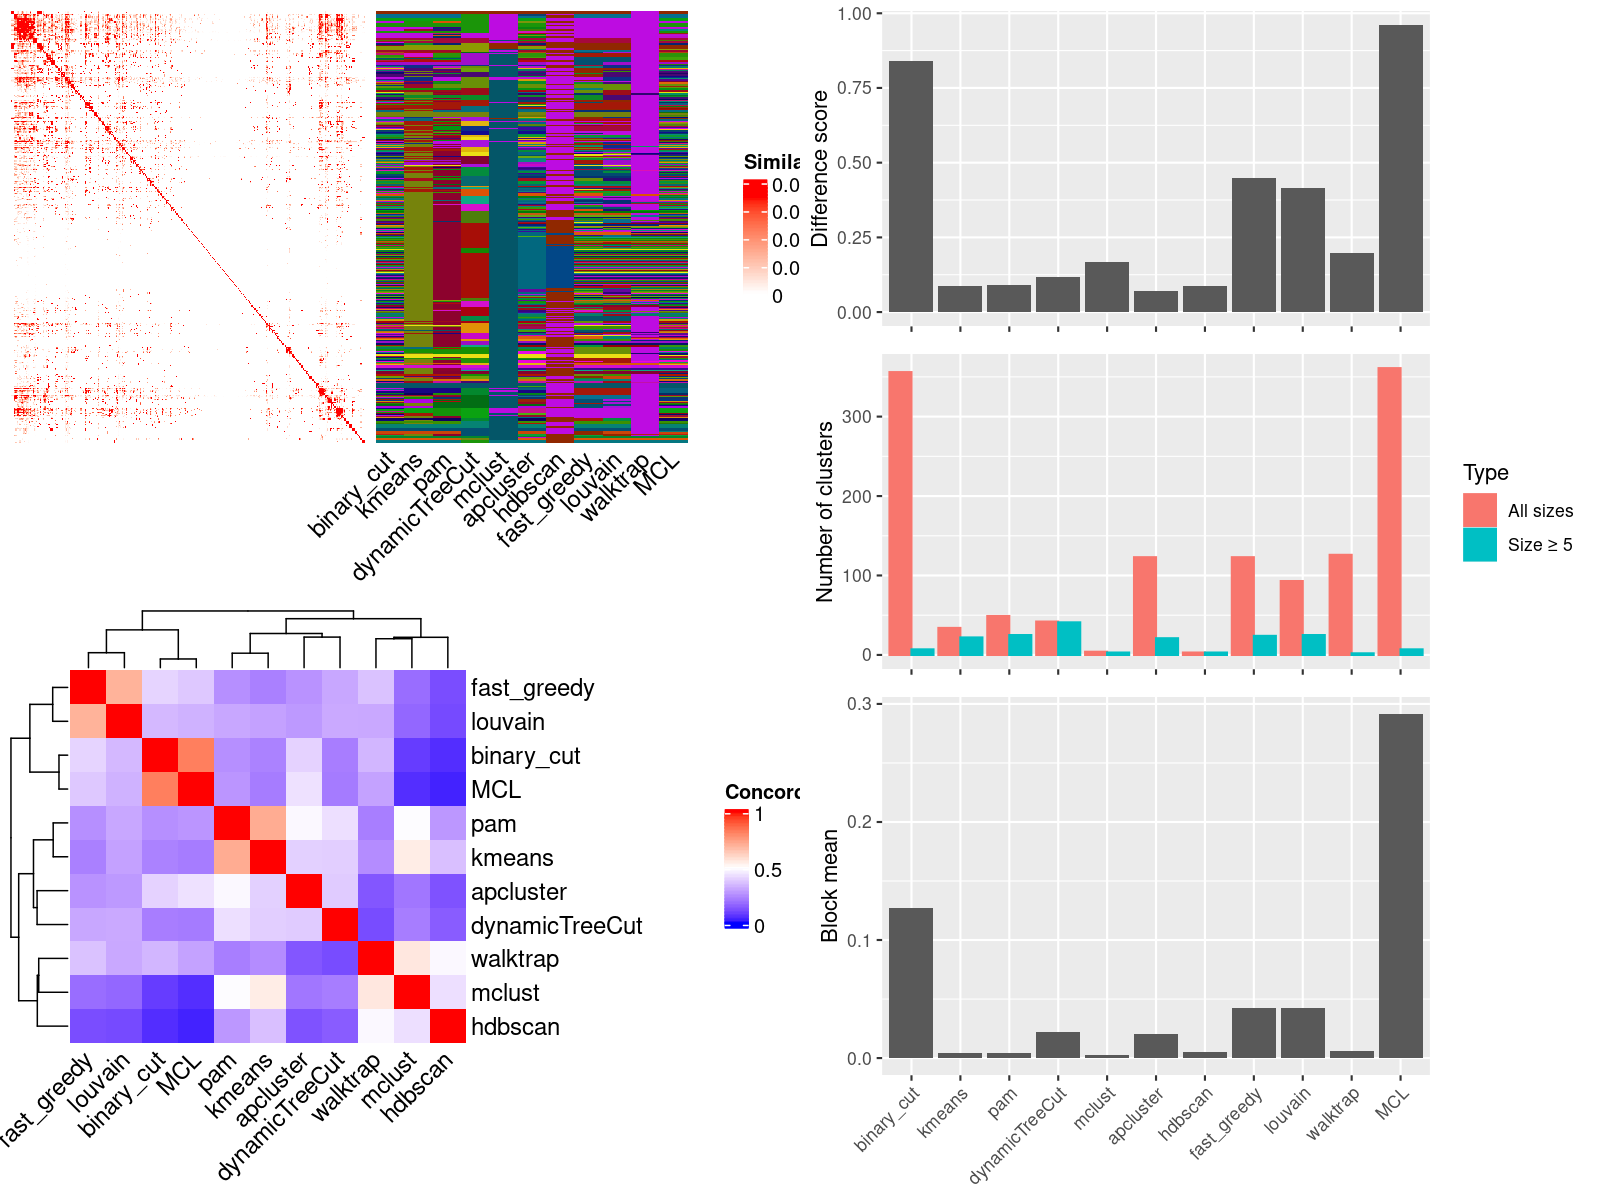 Simila
0.0
0.0
0.0
0.0
0
binary_cut
kmeans
pam
dynamicTreeCut
mclust
apcluster
hdbscan
fast_greedy
louvain
walktrap
MCL
fast_greedy
louvain
binary_cut
MCL
pam
kmeans
apcluster
dynamicTreeCut
walktrap
mclust
hdbscan
fast_greedy
louvain
binary_cut
MCL
pam
kmeans
apcluster
dynamicTreeCut
walktrap
mclust
hdbscan
Concord
1
0.5
0
Difference score
1.00
0.75
0.50
0.25
0.00
Number of clusters
300
200
100
0
Type
All sizes
Size ≥ 5
Block mean
0.3
0.2
0.1
0.0
binary_cut
kmeans
pam
dynamicTreeCut
mclust
apcluster
hdbscan
fast_greedy
louvain
walktrap
MCL